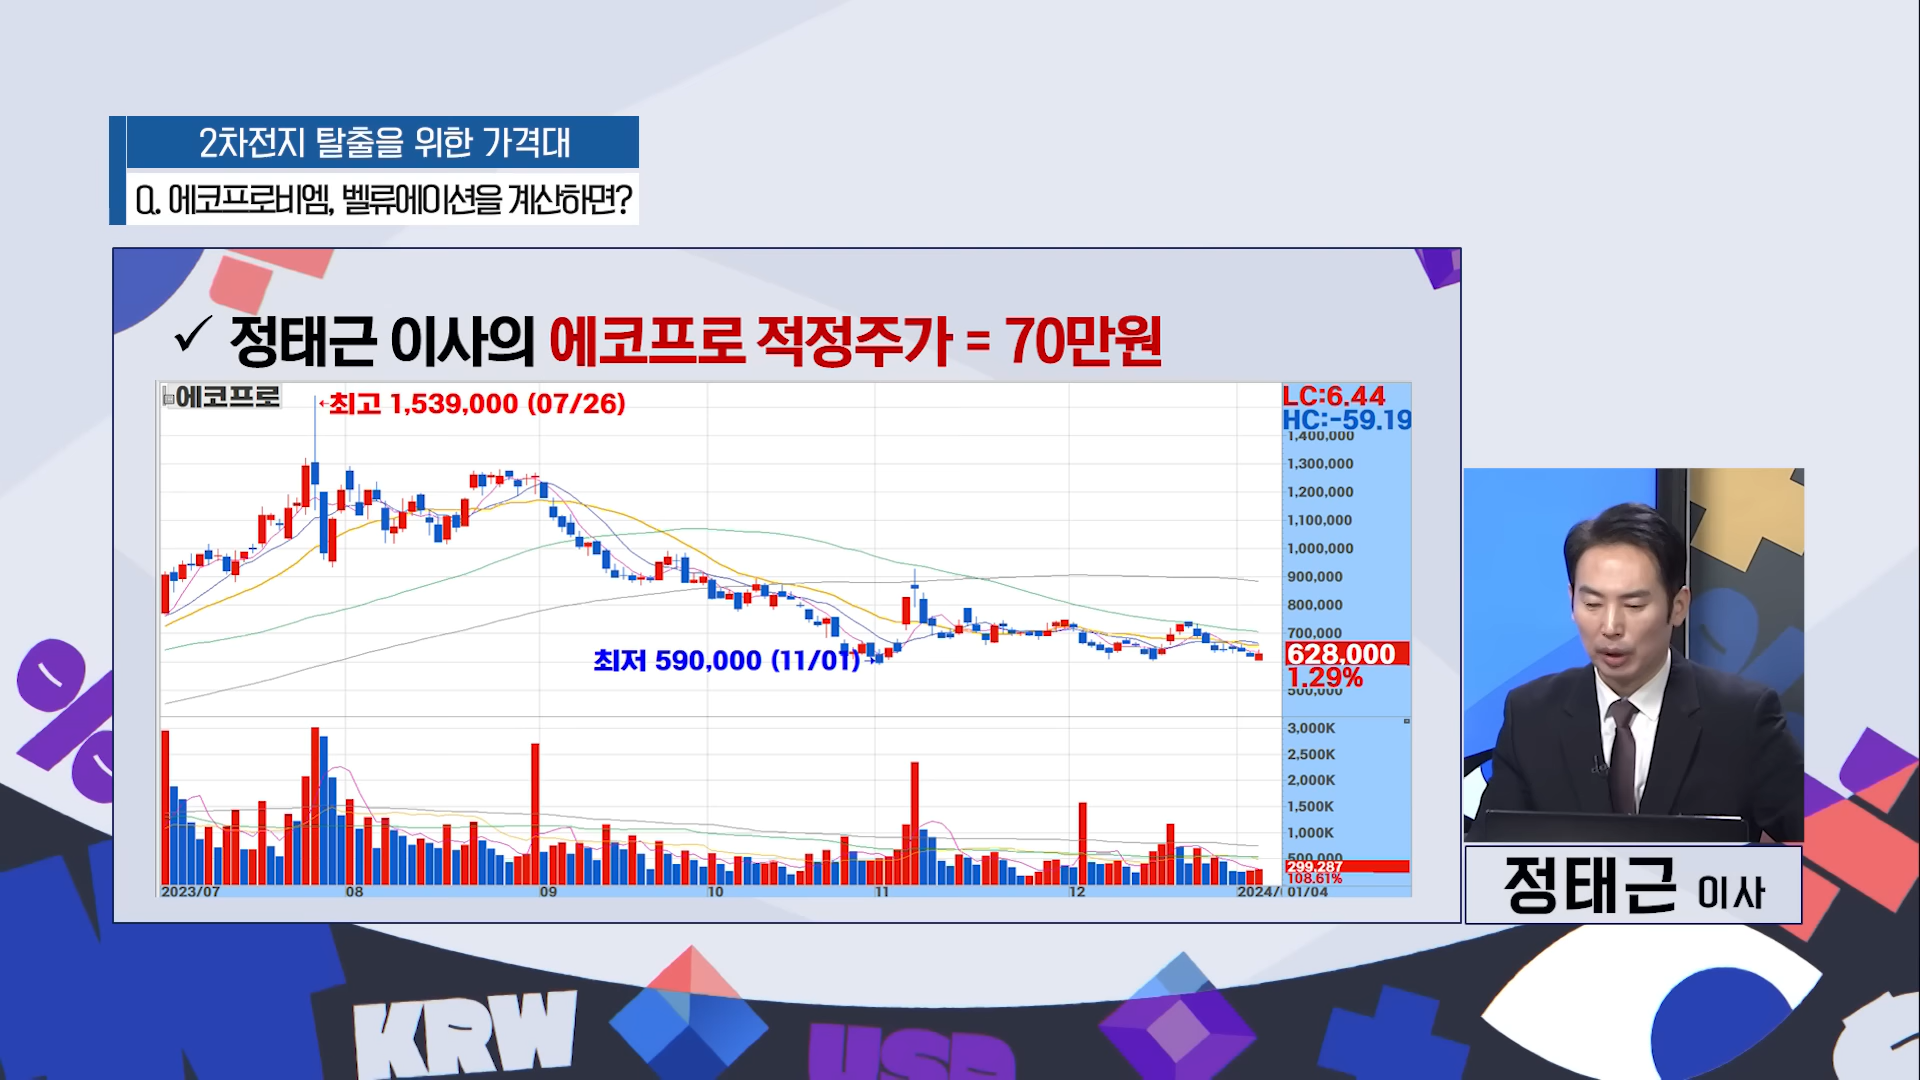 2차전지 탈출을 위한 가격대
Q. 에코프로비엠, 벨류에이션을 계산하면?
✓ 정태근 이사의 에코프로 적정주가 = 70만원
에코프로
←최고 1,539,000 (07/26)
LC:6.44
HC:-59.19
1,400,000
1,300,000
1,200,000
1,100,000
1,000,000
900,000
800,000
700,000
628,000
최저 590,000 (11/01)→
1.29%
500,000
3,000K
2,500K
2,000K
1,500K
1,000K
500,000
299,287
108.61%
2023/07 08 09 10 11 12 2024/ 01/04
정태근 이사
KRW
USD